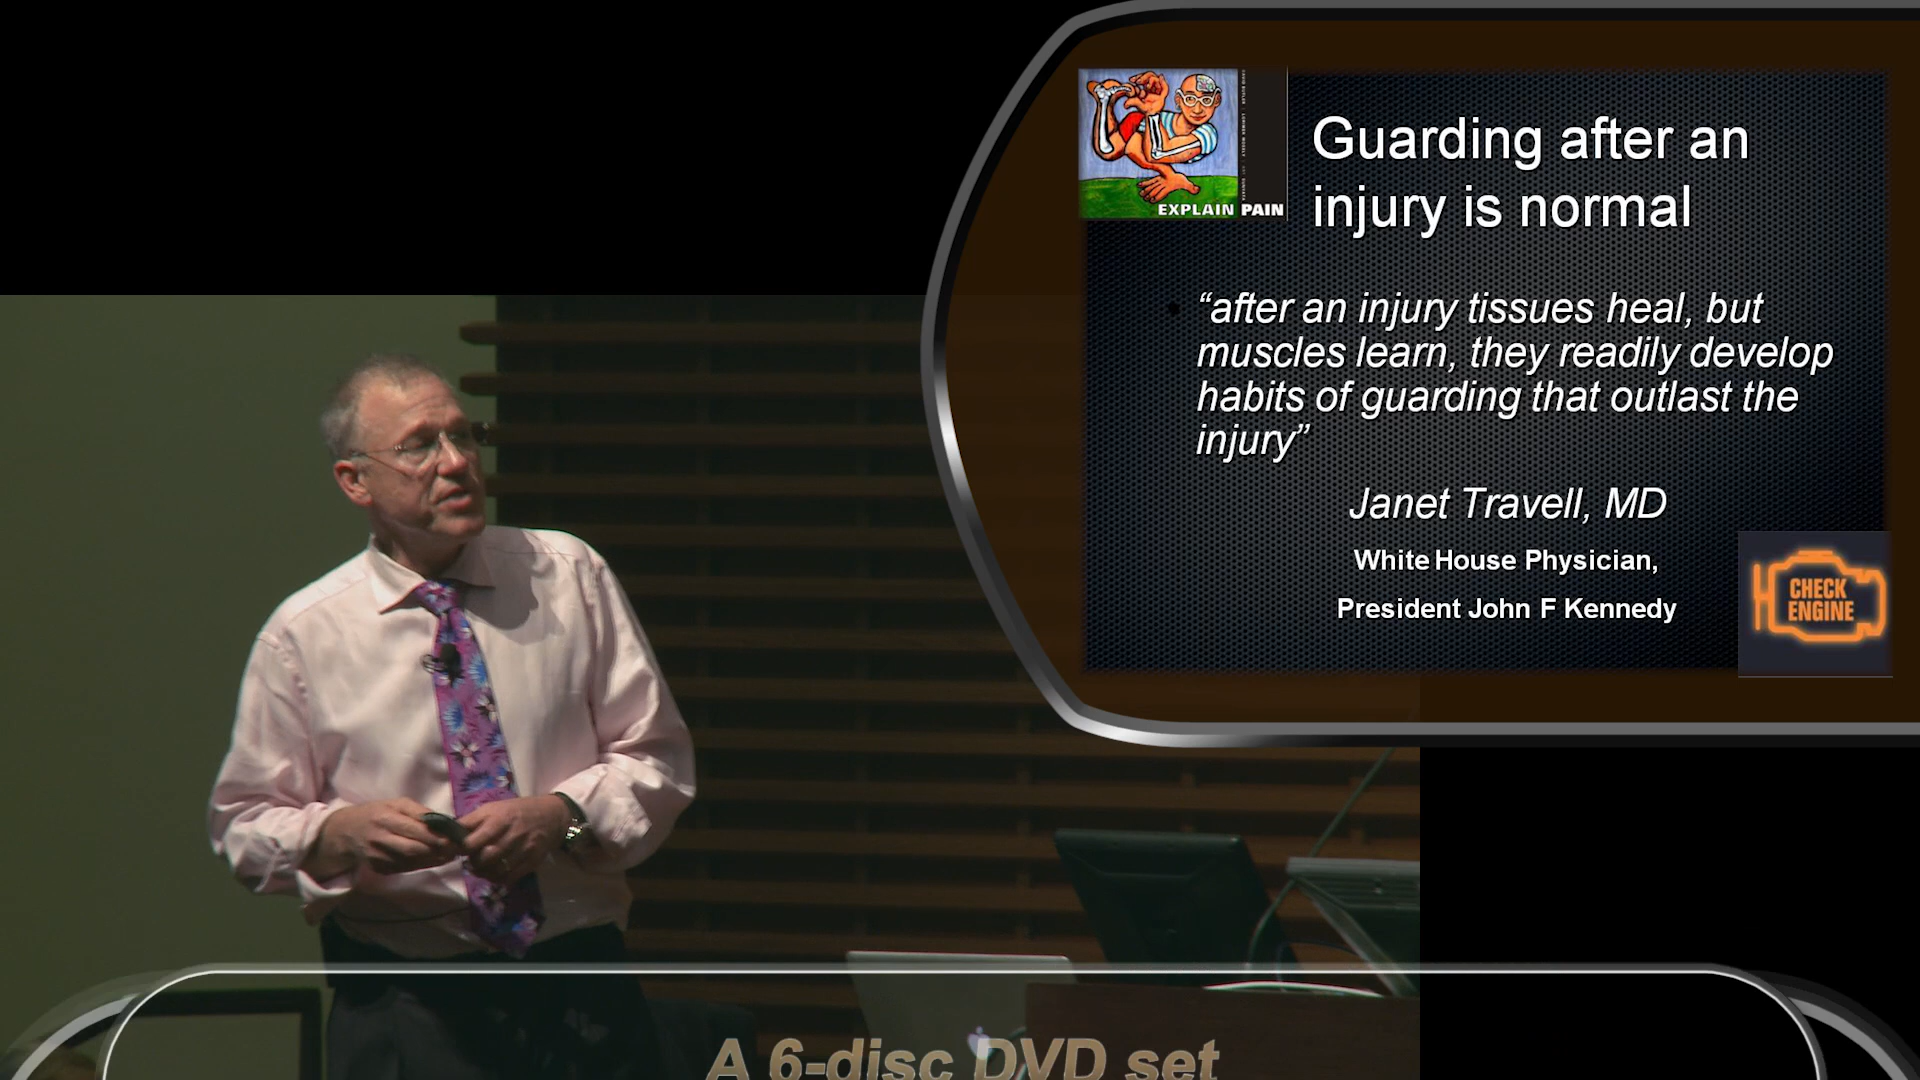 EXPLAIN PAIN
Guarding after an
injury is normal
“after an injury tissues heal, but
muscles learn, they readily develop
habits of guarding that outlast the
injury”
Janet Travell, MD
White House Physician,
President John F Kennedy
CHECK
ENGINE
A 6-disc DVD set